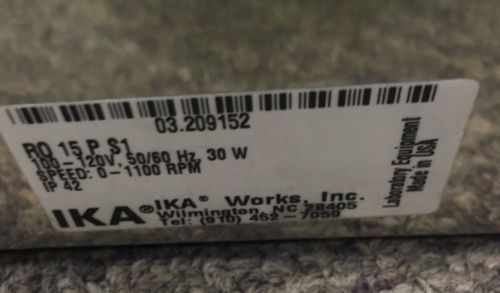 03.209152
RO 15 P S1
100-120V, 50/60 Hz, 30 W
SPEED: 0-1100 RPM
IP 42
IKA® IKA® Works, Inc.
Wilmington, NC 28405
Tel: (910) 452-7059
Laboratory Equipment
Made in USA